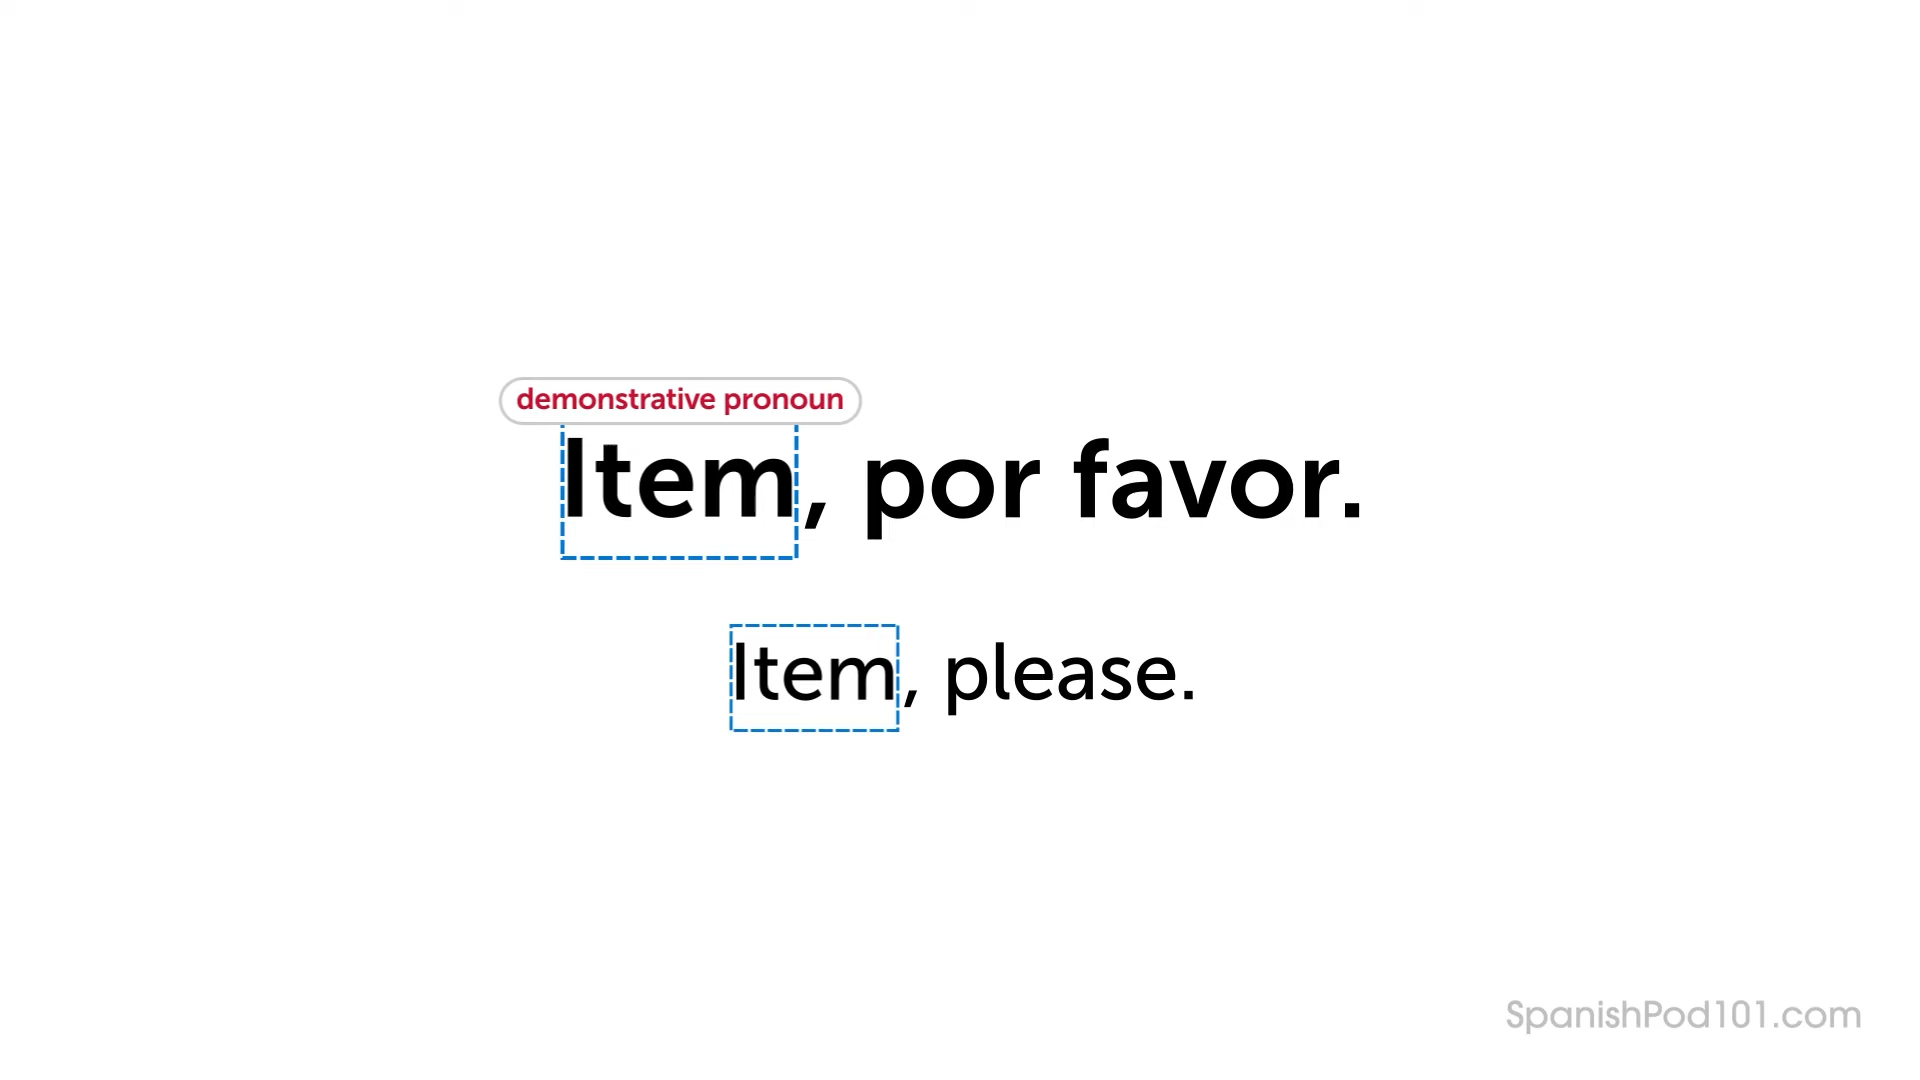 demonstrative pronoun
Item, por favor.
Item, please.
SpanishPod101.com